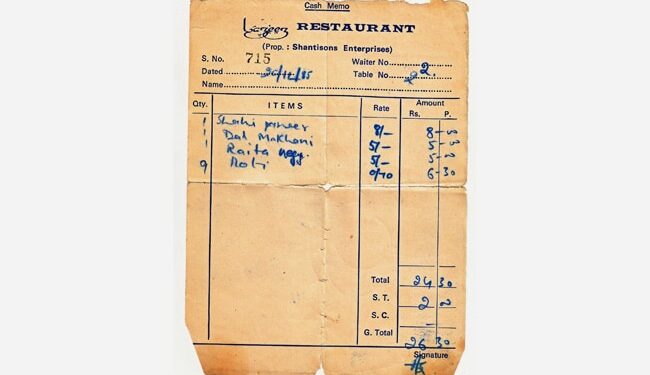 Cash Memo
Lazeez RESTAURANT
(Prop. : Shantisons Enterprises)
S. No. 715 Waiter No. 2.
Dated 20/12/85 Table No. 2
Name
Qty. ITEMS Rate Amount
Rs. P.
1 Shahi paneer 8/- 8-00
1 Dal Makhani 5/- 5-00
1 Raita 5/- 5-00
9 Roti 0/70 6-30
Total 24 30
S. T. 2 00
S. C. -
G. Total 26 30
Signature